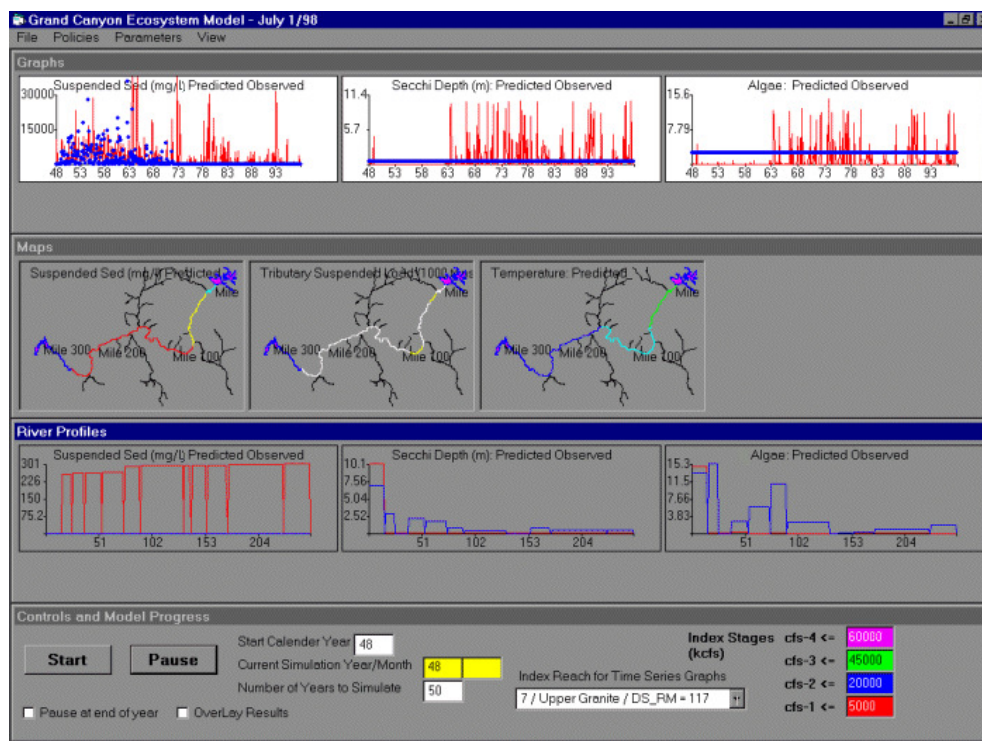 Grand Canyon Ecosystem Model - July 1/98
File Policies Parameters View
Graphs
Suspended Sed (mg/l) Predicted Observed
30000
15000
48 53 58 63 68 73 78 83 88 93
Secchi Depth (m): Predicted Observed
11.4
5.7
48 53 58 63 68 73 78 83 88 93
Algae: Predicted Observed
15.6
7.79
48 53 58 63 68 73 78 83 88 93
Maps
Suspended Sed (mg/l) Predicted
Mile
Mile 300
Mile 200
Mile 100
Tributary Suspended Load (1000
Mile
Mile 300
Mile 200
Mile 100
Temperature: Predicted
Mile
Mile 300
Mile 200
Mile 100
River Profiles
Suspended Sed (mg/l) Predicted Observed
301
226
150
75.2
51 102 153 204
Secchi Depth (m): Predicted Observed
10.1
7.56
5.04
2.52
51 102 153 204
Algae: Predicted Observed
15.3
11.5
7.66
3.83
51 102 153 204
Controls and Model Progress
Start
Pause
Start Calender Year 48
Current Simulation Year/Month 48
Number of Years to Simulate 50
Pause at end of year
OverLay Results
Index Reach for Time Series Graphs
7 / Upper Granite / DS_RM = 117
Index Stages
(kcfs)
cfs-4 <= 60000
cfs-3 <= 45000
cfs-2 <= 20000
cfs-1 <= 5000